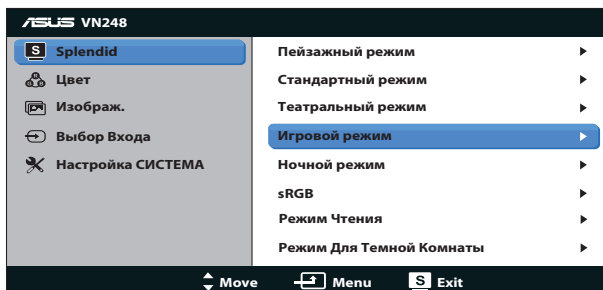 ASUS VN248
S Splendid
Цвет
Изображ.
Выбор Входа
Настройка СИСТЕМА
Пейзажный режим
Стандартный режим
Театральный режим
Игровой режим
Ночной режим
sRGB
Режим Чтения
Режим Для Темной Комнаты
Move Menu S Exit